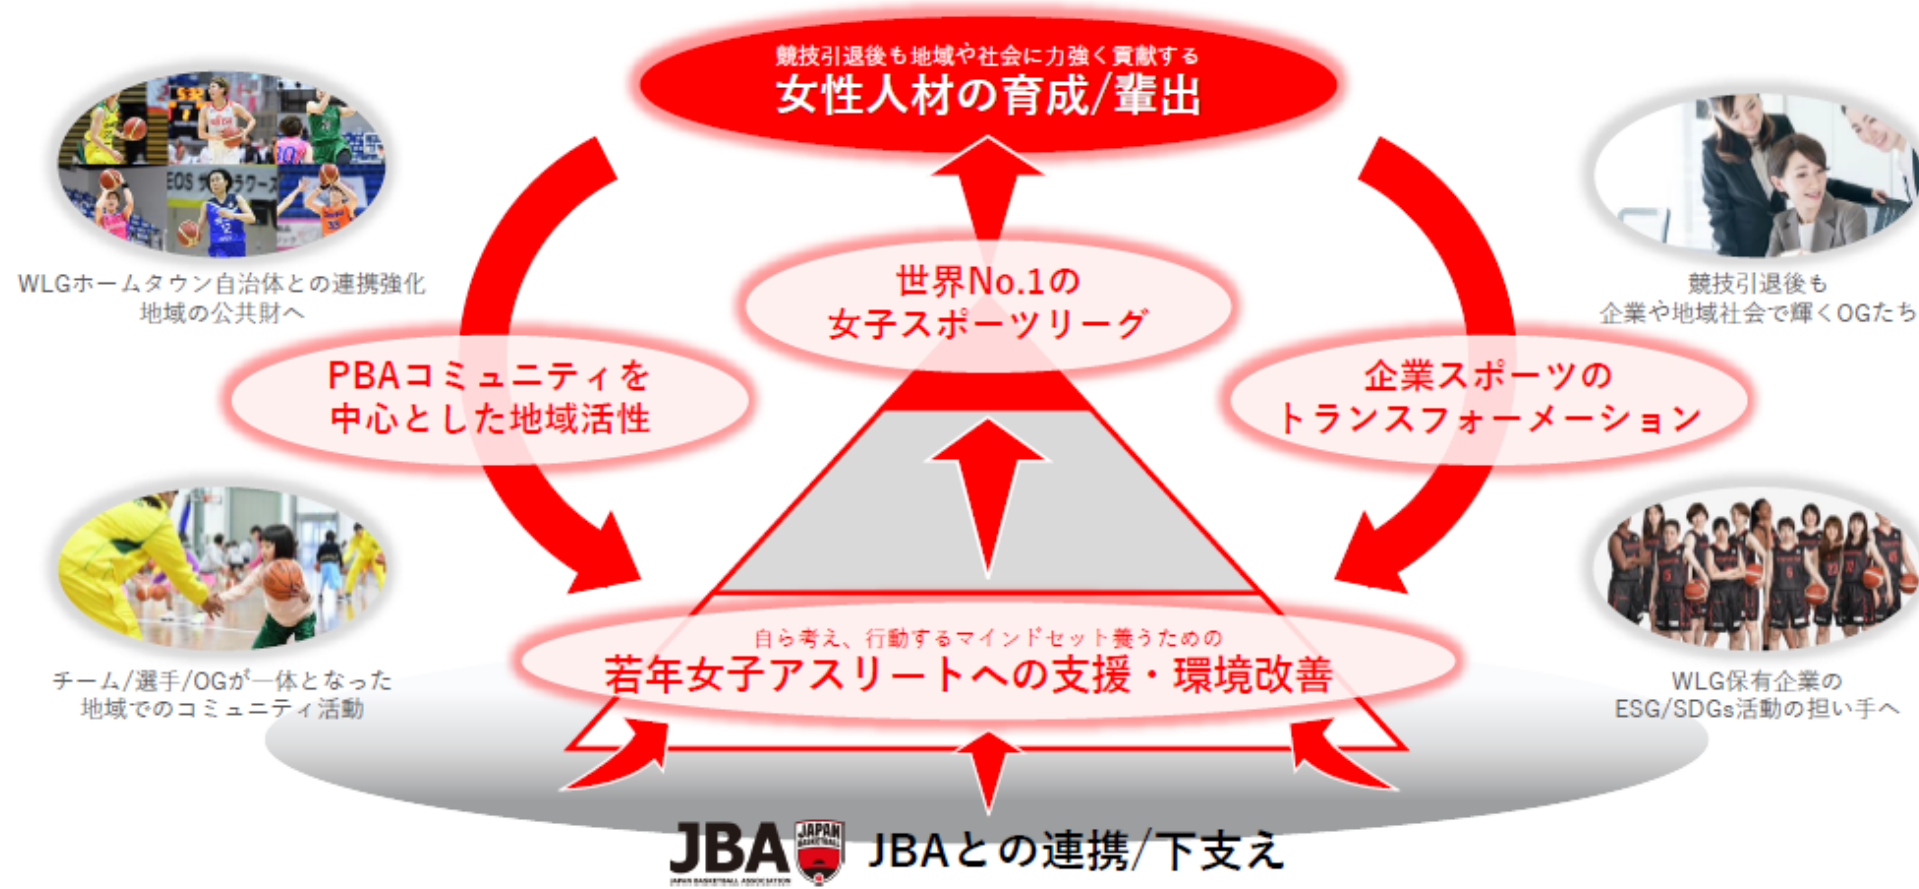 競技引退後も地域や社会に力強く貢献する
女性人材の育成/輩出
WLGホームタウン自治体との連携強化
地域の公共財へ
世界No.1の
女子スポーツリーグ
競技引退後も
企業や地域社会で輝くOGたち
PBAコミュニティを
中心とした地域活性
企業スポーツの
トランスフォーメーション
自ら考え、行動するマインドセット養うための
若年女子アスリートへの支援・環境改善
チーム/選手/OGが一体となった
地域でのコミュニティ活動
WLG保有企業の
ESG/SDGs活動の担い手へ
JBA
JAPAN BASKETBALL ASSOCIATION
JAPAN
BASKETBALL
JBAとの連携/下支え